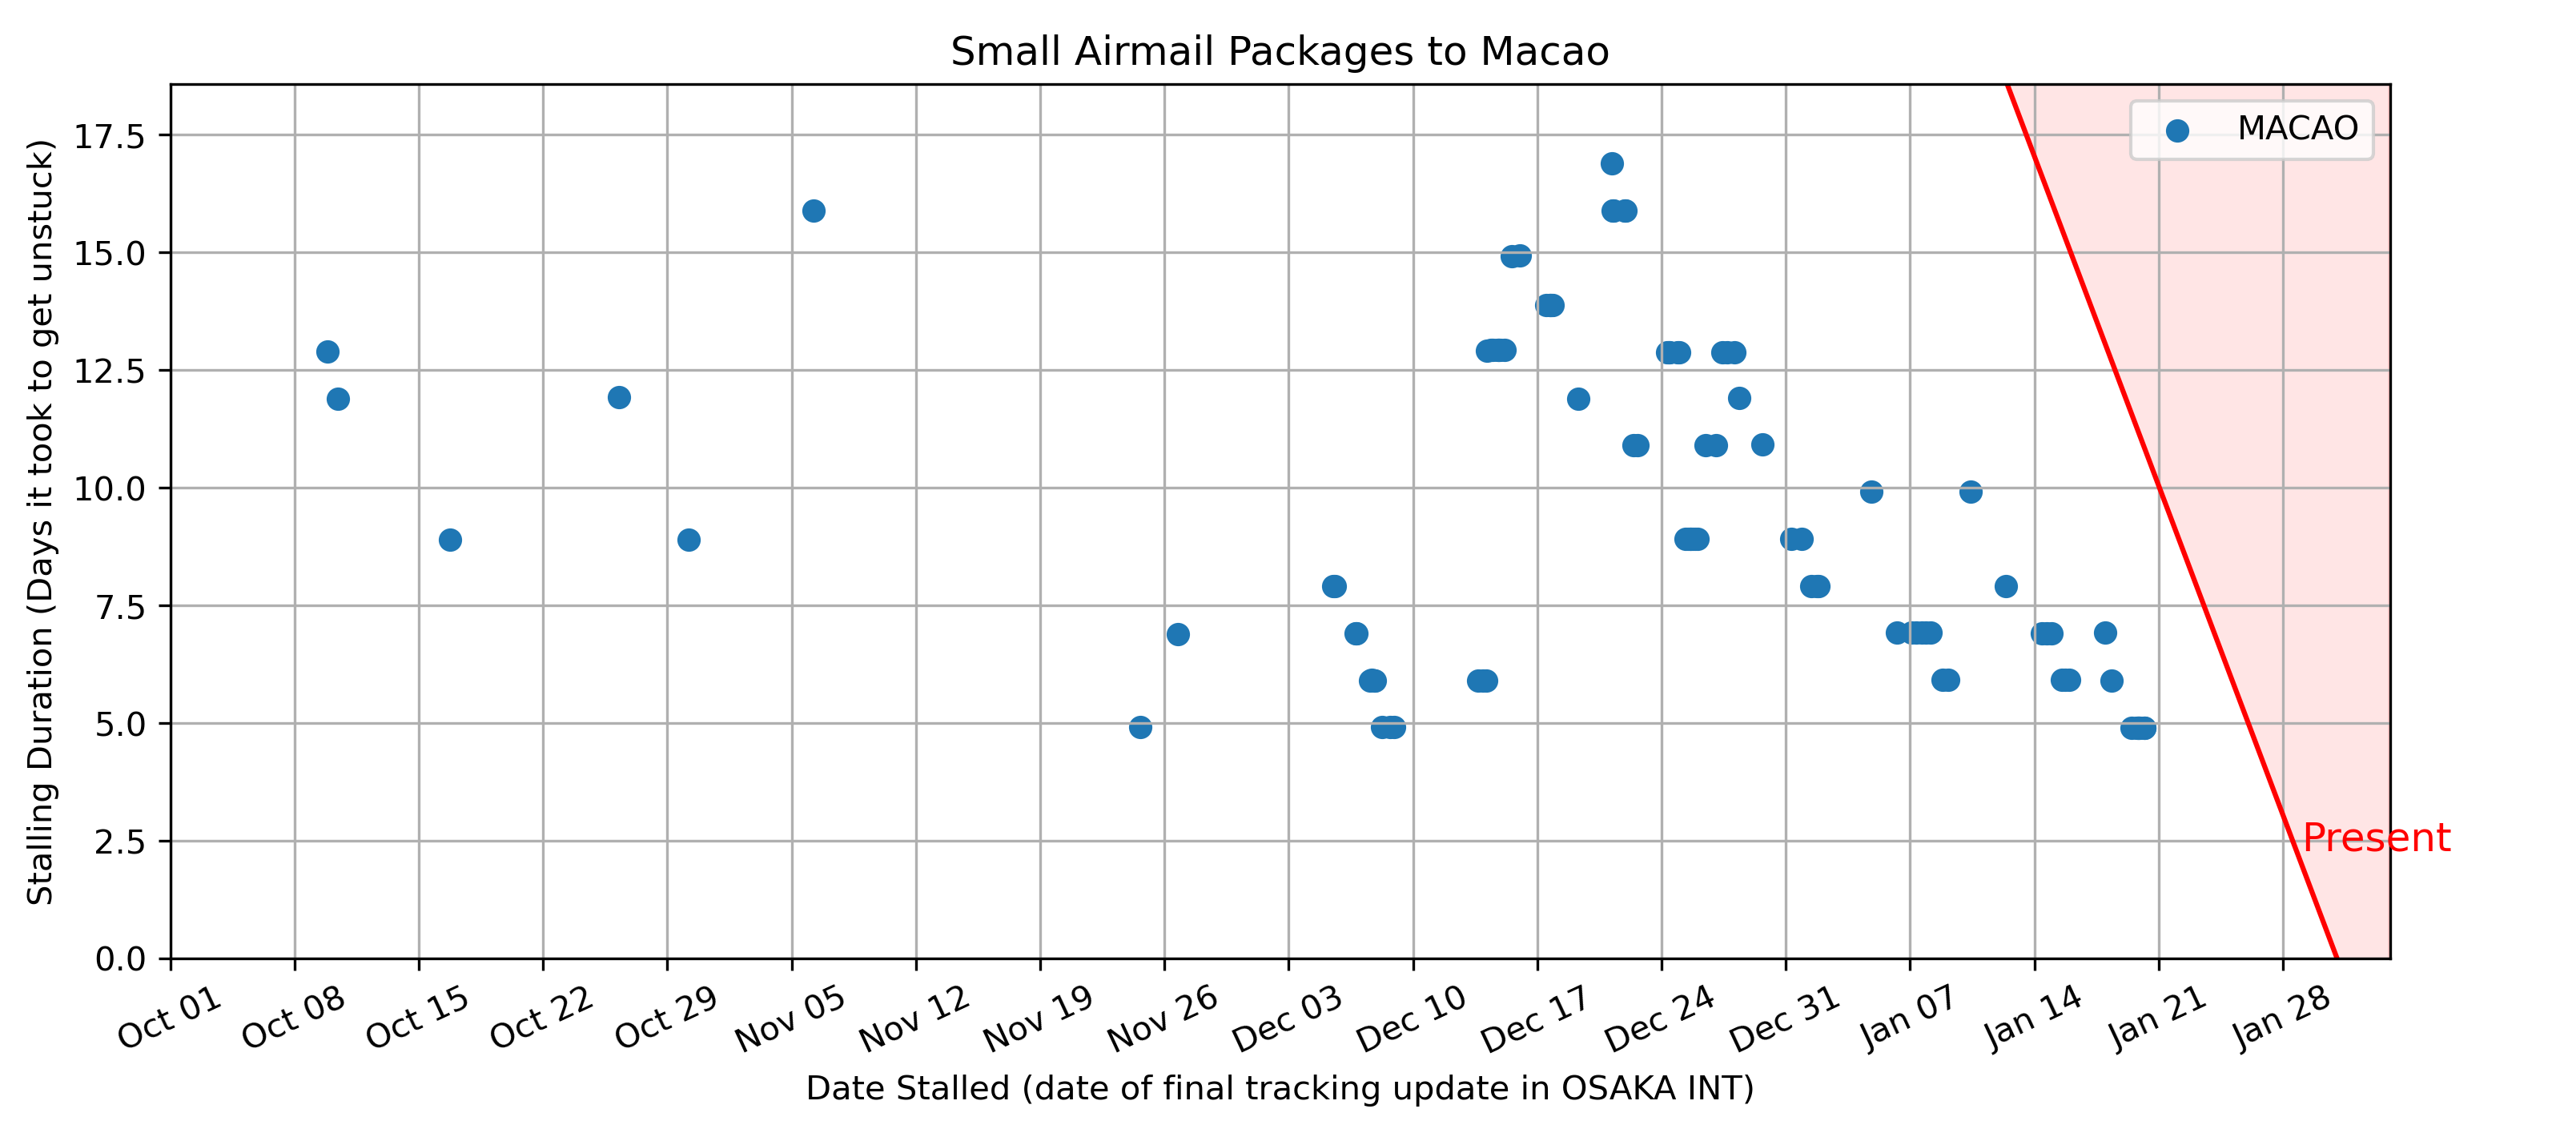 Small Airmail Packages to Macao
MACAO
Stalling Duration (Days it took to get unstuck)
17.5
15.0
12.5
10.0
7.5
5.0
2.5
0.0
Present
Oct 01 Oct 08 Oct 15 Oct 22 Oct 29 Nov 05 Nov 12 Nov 19 Nov 26 Dec 03 Dec 10 Dec 17 Dec 24 Dec 31 Jan 07 Jan 14 Jan 21 Jan 28
Date Stalled (date of final tracking update in OSAKA INT)